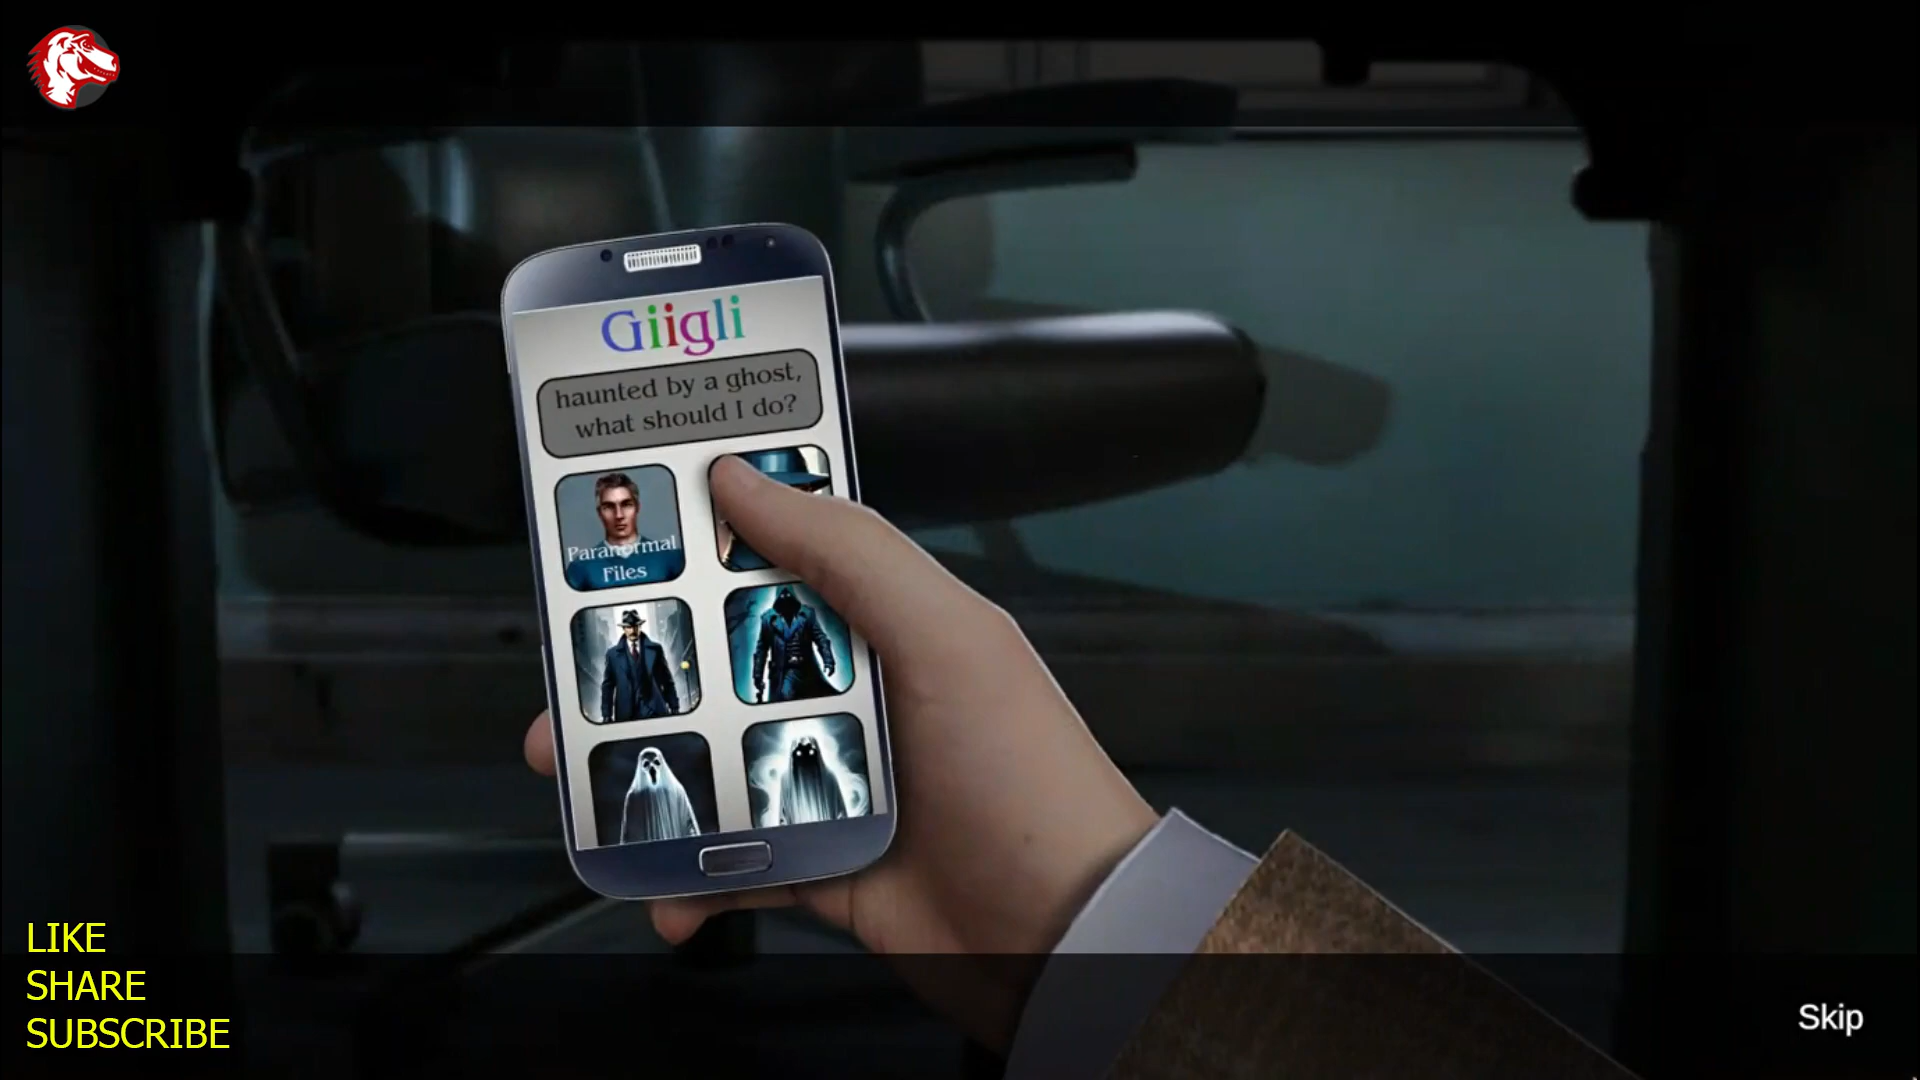 Giigli
haunted by a ghost,
what should I do?
Paranormal
Files
LIKE
SHARE
SUBSCRIBE
Skip